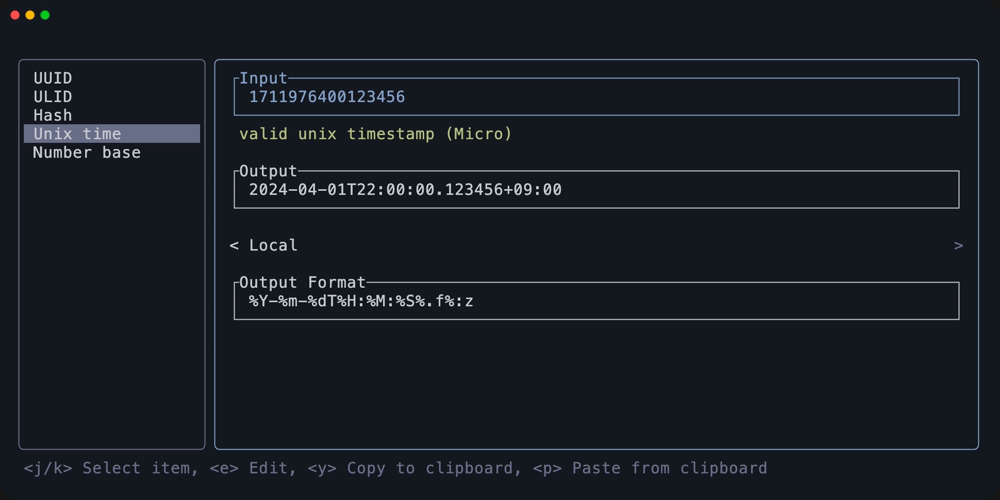 UUID
ULID
Hash
Unix time
Number base
Input
1711976400123456
valid unix timestamp (Micro)
Output
2024-04-01T22:00:00.123456+09:00
< Local >
Output Format
%Y-%m-%dT%H:%M:%S%.f%:z
<j/k> Select item, <e> Edit, <y> Copy to clipboard, <p> Paste from clipboard